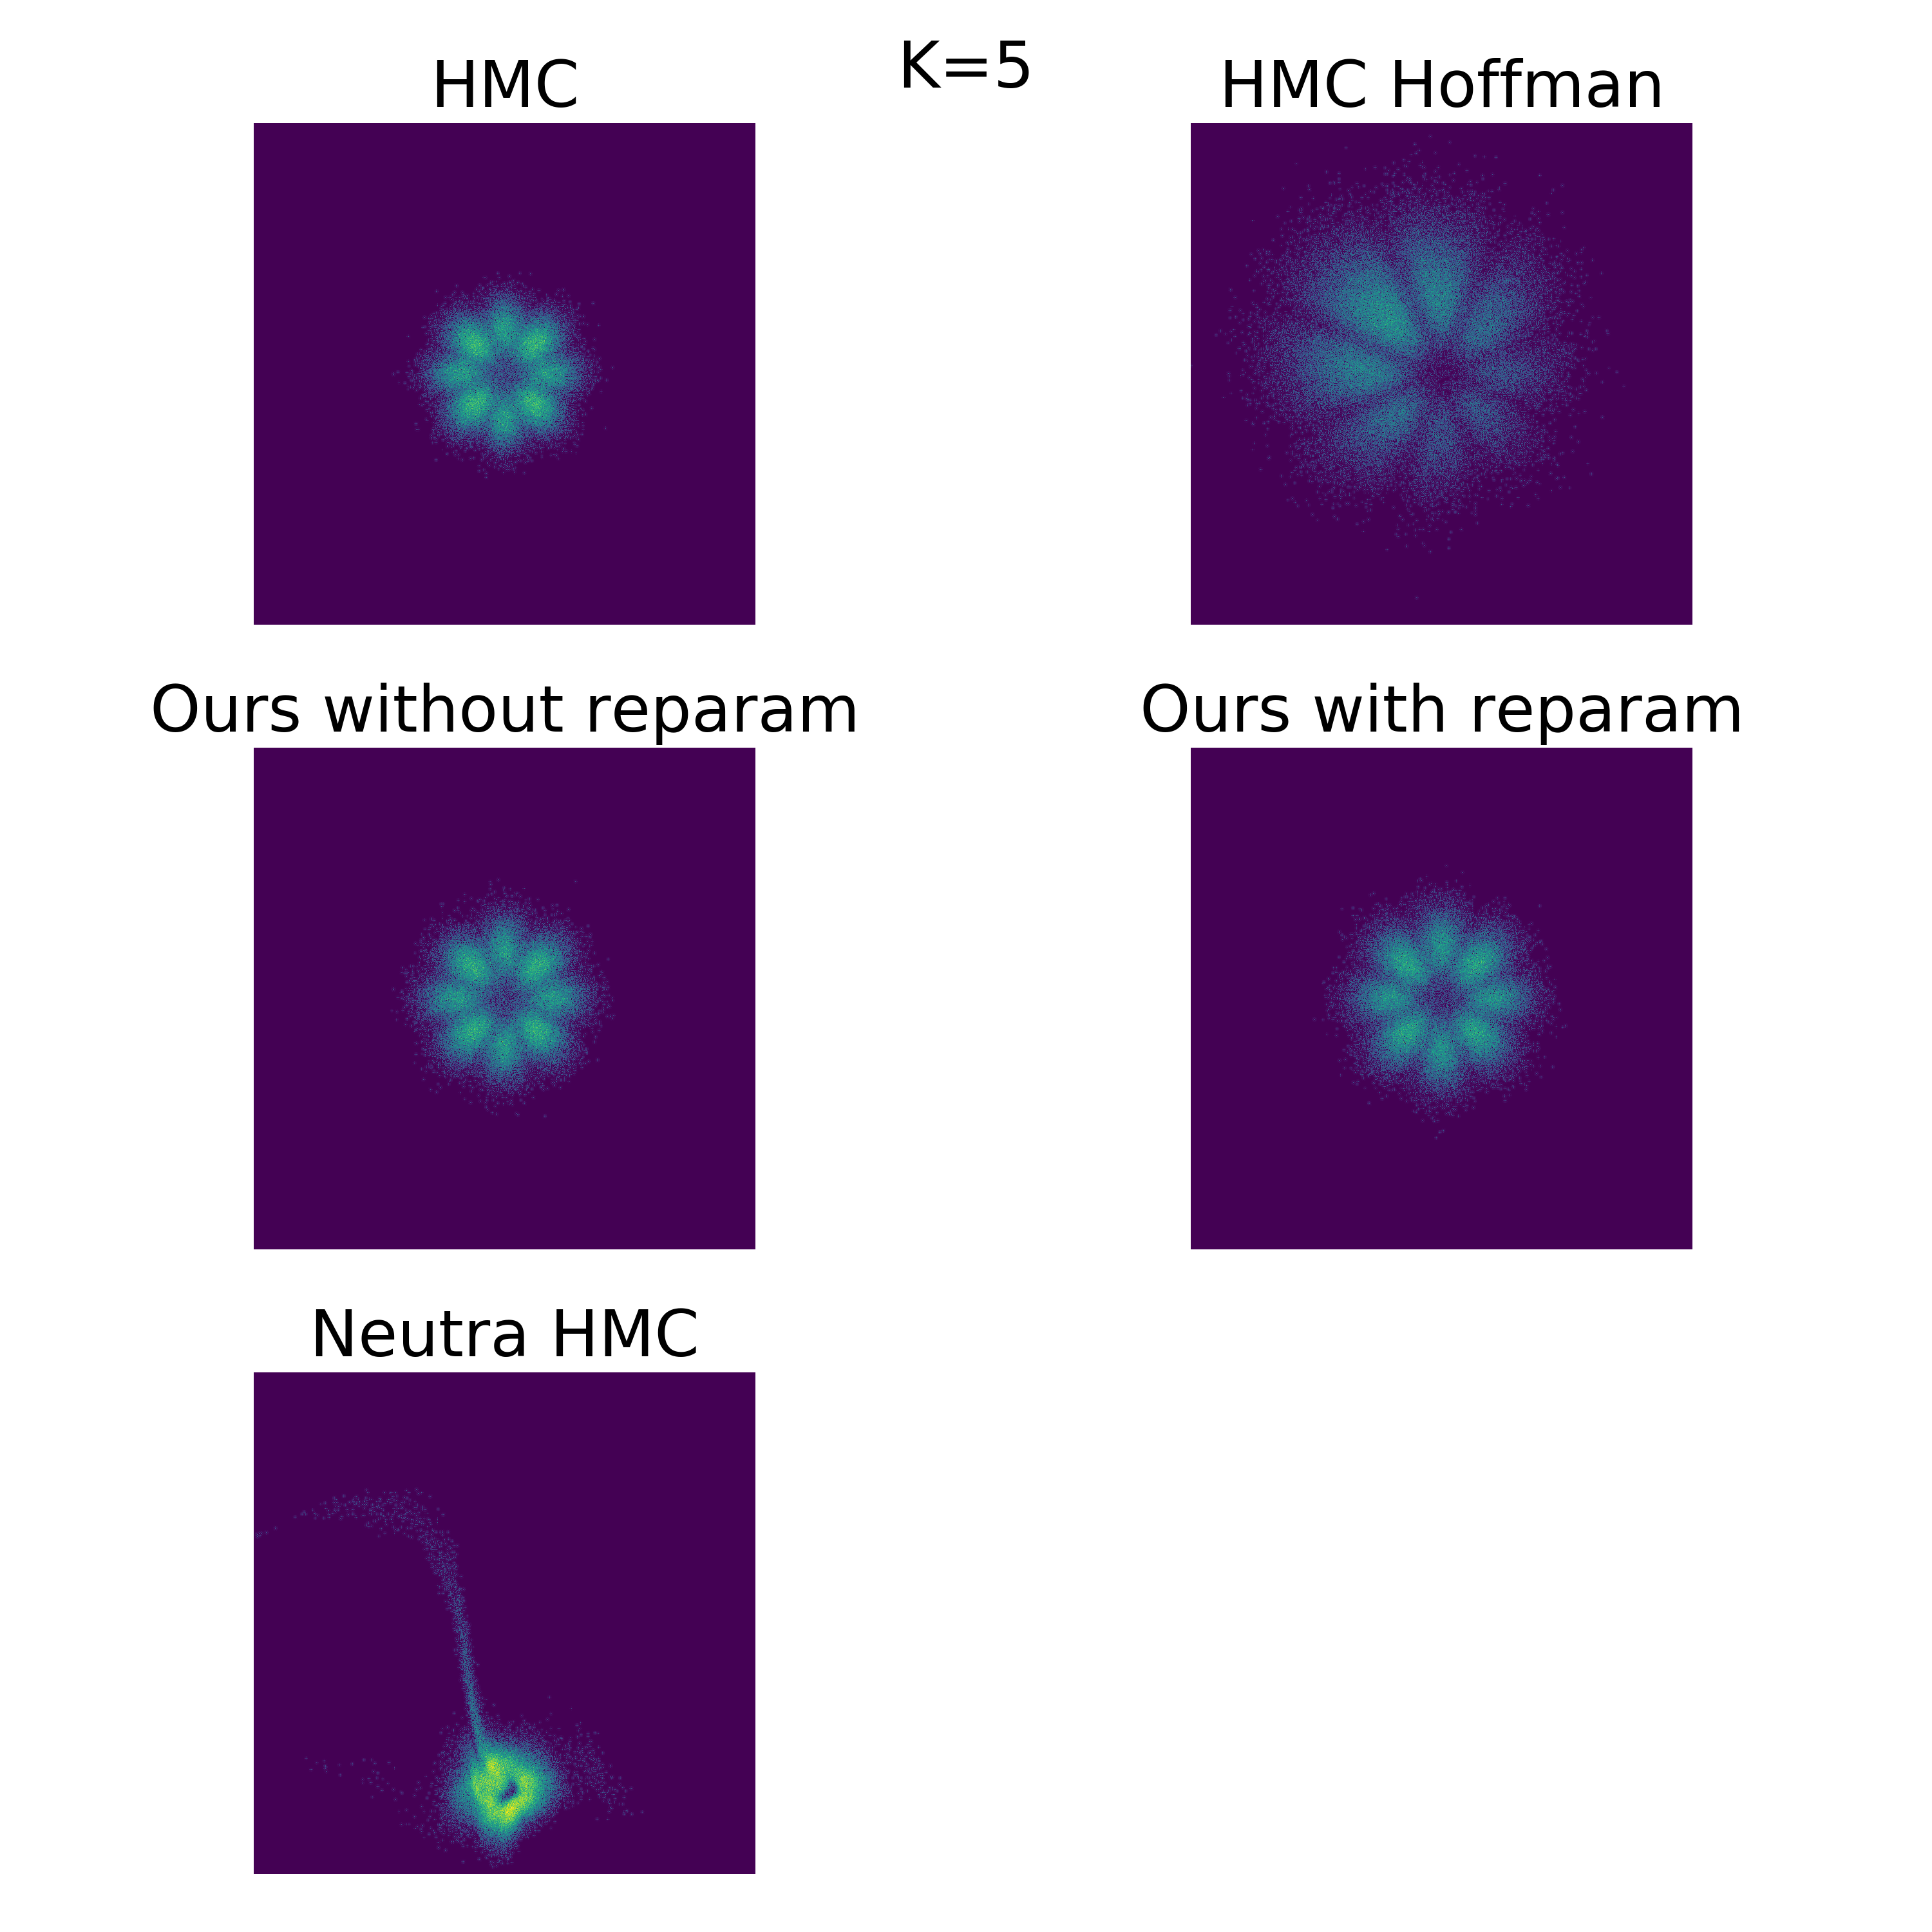 K=5
HMC
HMC Hoffman
Ours without reparam
Ours with reparam
Neutra HMC